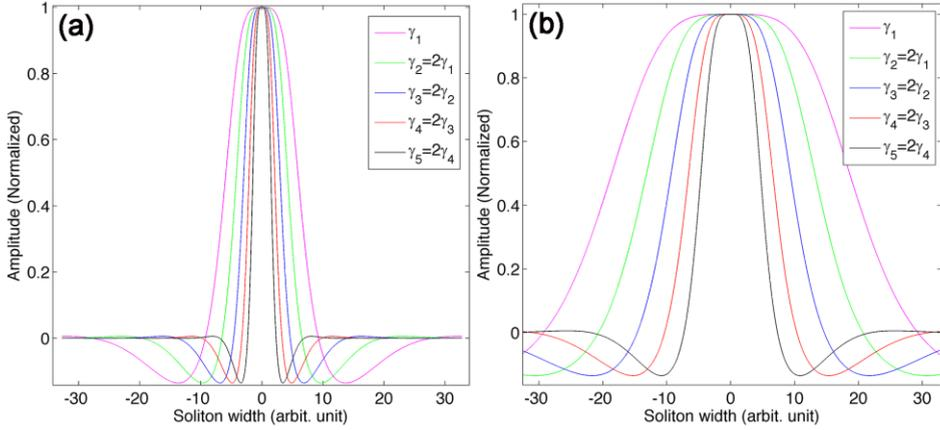 (a)
1
0.8
0.6
0.4
0.2
0
Amplitude (Normalized)
γ1
γ2=2γ1
γ3=2γ2
γ4=2γ3
γ5=2γ4
-30 -20 -10 0 10 20 30
Soliton width (arbit. unit)
(b)
1
0.8
0.6
0.4
0.2
0
Amplitude (Normalized)
γ1
γ2=2γ1
γ3=2γ2
γ4=2γ3
γ5=2γ4
-30 -20 -10 0 10 20 30
Soliton width (arbit. unit)